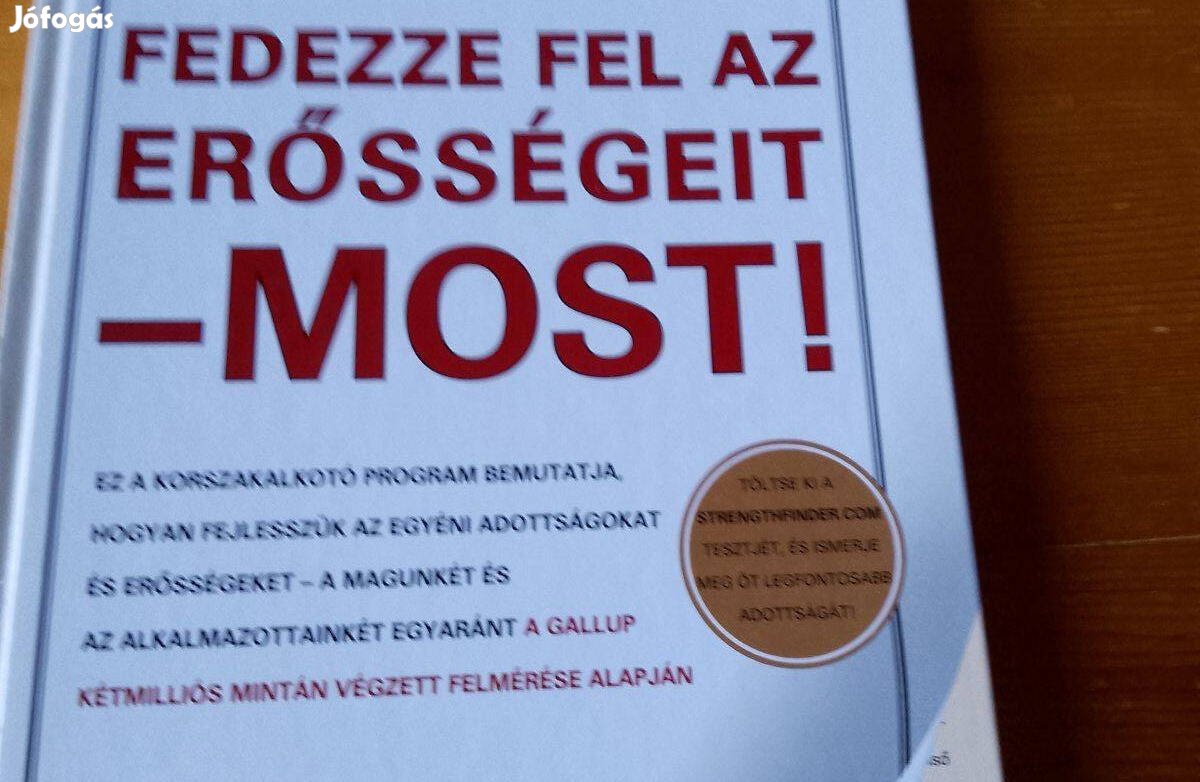 Jófogás
FEDEZZE FEL AZ
ERŐSSÉGEIT
–MOST!
EZ A KORSZAKALKOTÓ PROGRAM BEMUTATJA,
HOGYAN FEJLESSZÜK AZ EGYÉNI ADOTTSÁGOKAT
ÉS ERŐSSÉGEKET – A MAGUNKÉT ÉS
AZ ALKALMAZOTTAINKÉT EGYARÁNT A GALLUP
KÉTMILLIÓS MINTÁN VÉGZETT FELMÉRÉSE ALAPJÁN
TÖLTSE KI A
STRENGTHFINDER.COM
TESZTJÉT, ÉS ISMERJE
MEG ÖT LEGFONTOSABB
ADOTTSÁGÁT!